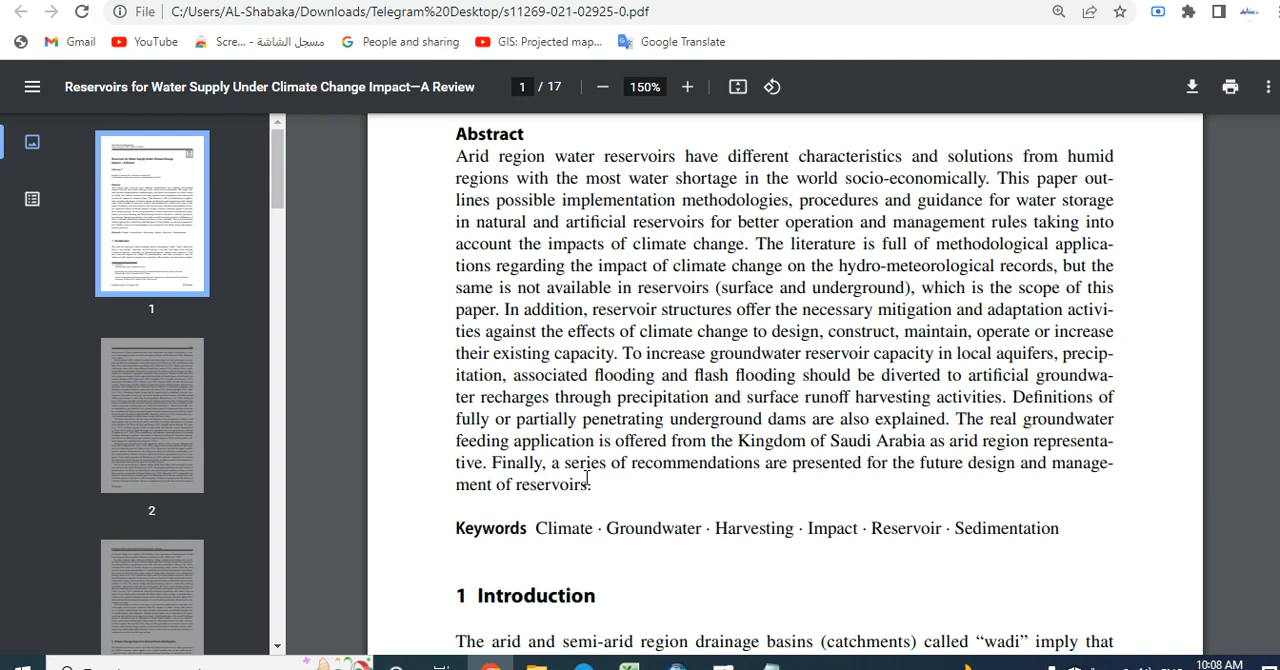 File C:/Users/AL-Shabaka/Downloads/Telegram%20Desktop/s11269-021-02925-0.pdf
Gmail YouTube Scre... - مسجل الشاشة People and sharing GIS: Projected map... Google Translate
Reservoirs for Water Supply Under Climate Change Impact—A Review 1 / 17 150%
Abstract
Arid region water reservoirs have different characteristics and solutions from humid
regions with the most water shortage in the world socio-economically. This paper out-
lines possible implementation methodologies, procedures and guidance for water storage
in natural and artificial reservoirs for better operation and management rules taking into
account the impacts of climate change. The literature is full of methodological applica-
tions regarding the impact of climate change on the hydro-meteorological records, but the
same is not available in reservoirs (surface and underground), which is the scope of this
paper. In addition, reservoir structures offer the necessary mitigation and adaptation activi-
ties against the effects of climate change to design, construct, maintain, operate or increase
their existing capacity. To increase groundwater reservoir capacity in local aquifers, precip-
itation, associated flooding and flash flooding should be diverted to artificial groundwa-
ter recharges through precipitation and surface runoff harvesting activities. Definitions of
fully or partially penetrating underground dams are also explained. The real groundwater
feeding application is offered from the Kingdom of Saudi Arabia as arid region representa-
tive. Finally, a series of recommendations are presented for the future design and manage-
ment of reservoirs.
Keywords Climate · Groundwater · Harvesting · Impact · Reservoir · Sedimentation
1 Introduction
The arid and semi-arid region drainage basins (catchments) called “wadi” imply that
1
2
10:08 AM